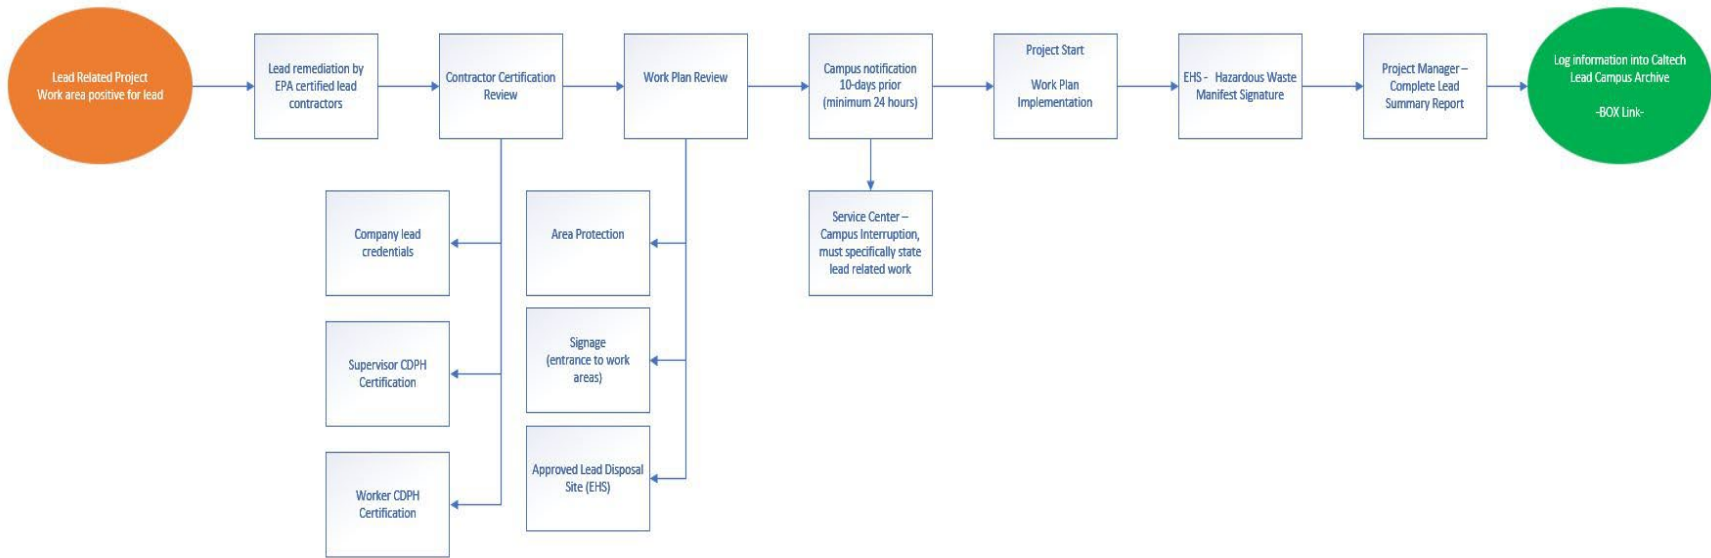 Lead Related Project
Work area positive for lead
Lead remediation by
EPA certified lead
contractors
Contractor Certification
Review
Work Plan Review
Campus notification
10-days prior
(minimum 24 hours)
Project Start
Work Plan
Implementation
EHS - Hazardous Waste
Manifest Signature
Project Manager –
Complete Lead
Summary Report
Log information into Caltech
Lead Campus Archive
-BOX Link-
Company lead
credentials
Supervisor CDPH
Certification
Worker CDPH
Certification
Area Protection
Signage
(entrance to work
areas)
Approved Lead Disposal
Site (EHS)
Service Center –
Campus Interruption,
must specifically state
lead related work